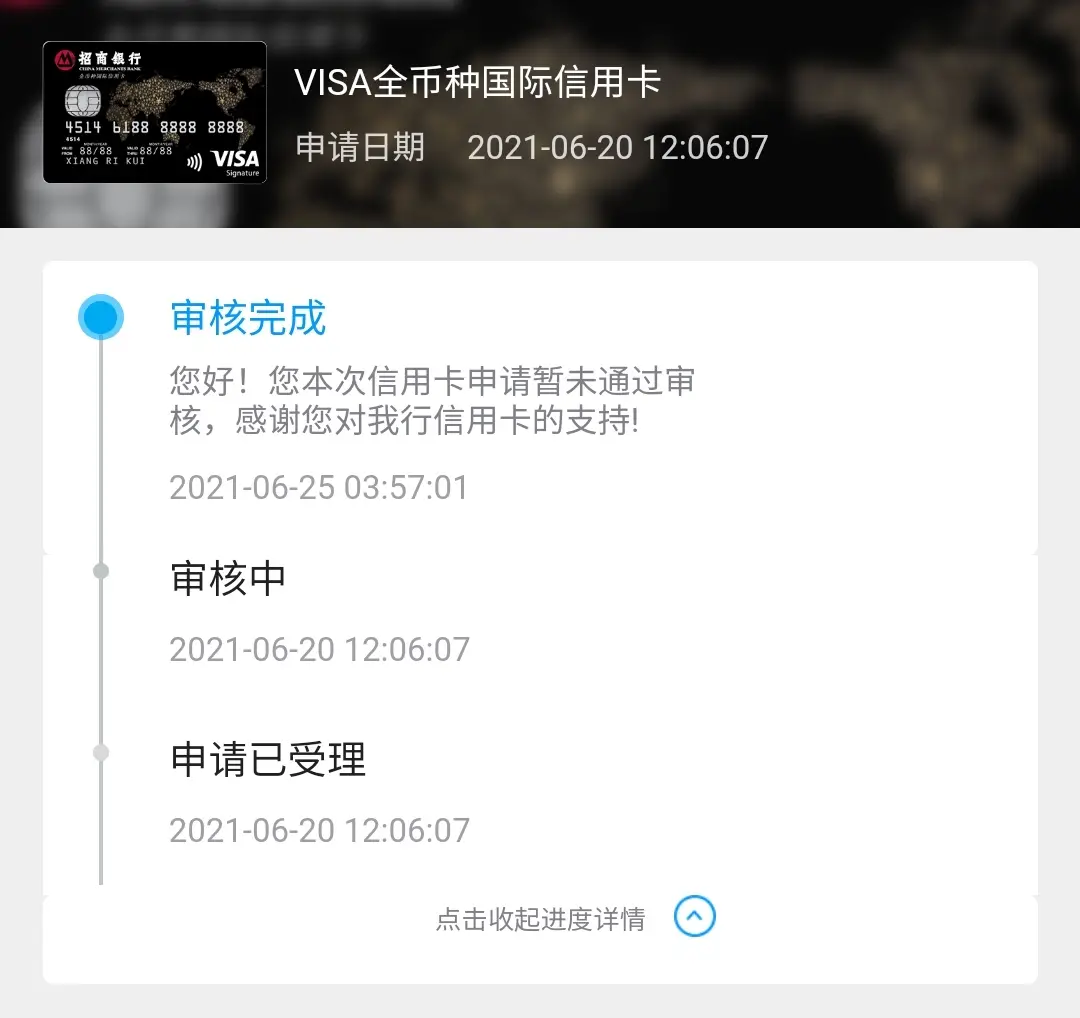 招商银行
CHINA MERCHANTS BANK
全币种国际信用卡
4514 6188 8888 8888
4514
88/88 88/88
XIANG RI KUI
VISA
Signature
VISA全币种国际信用卡
申请日期 2021-06-20 12:06:07
审核完成
您好！您本次信用卡申请暂未通过审
核，感谢您对我行信用卡的支持!
2021-06-25 03:57:01
审核中
2021-06-20 12:06:07
申请已受理
2021-06-20 12:06:07
点击收起进度详情